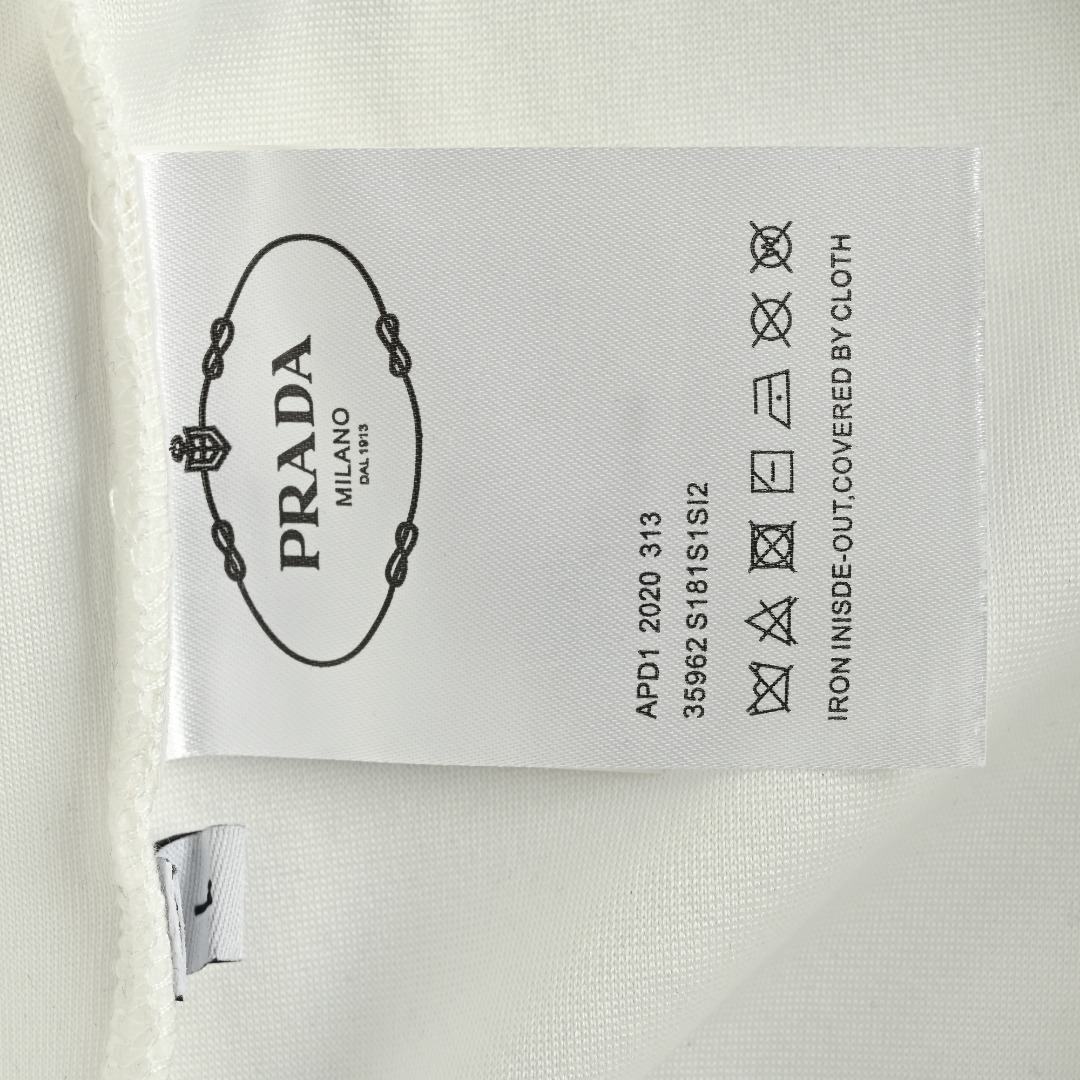 PRADA
MILANO
DAL 1913
APD1 2020 313
35962 S181S1SI2
IRON INISDE-OUT,COVERED BY CLOTH
L